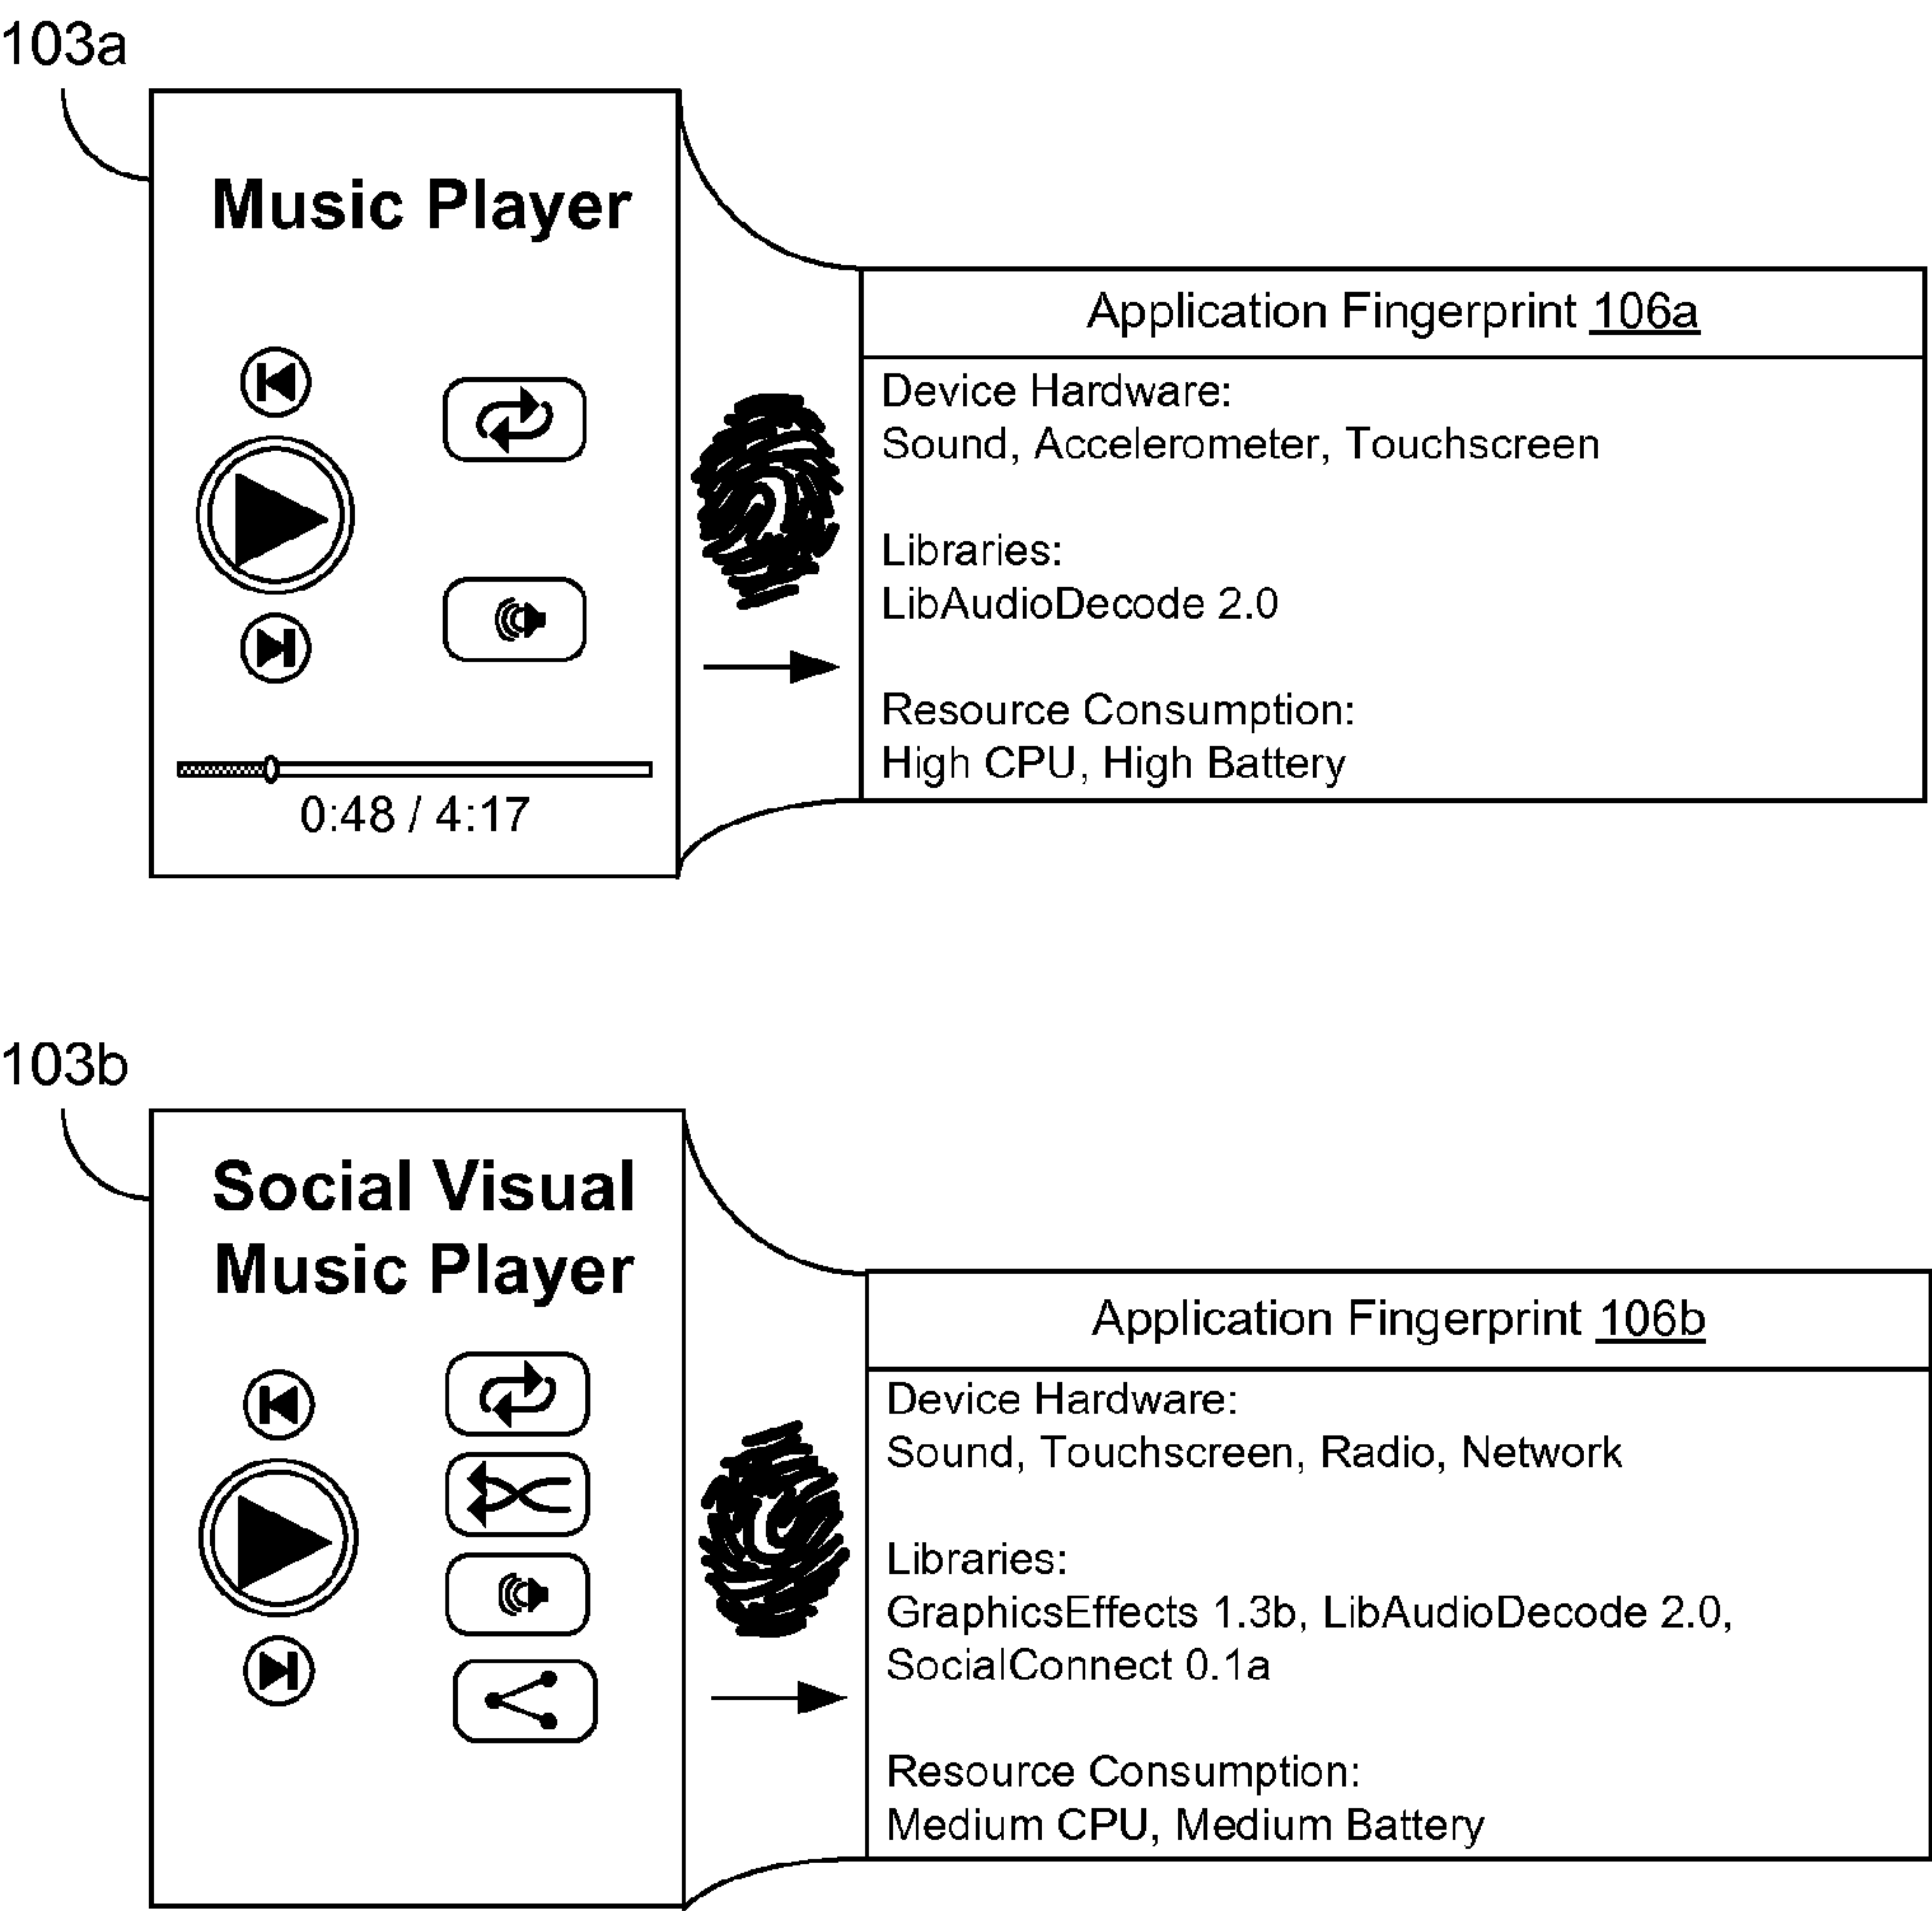 103a
Music Player
0:48 / 4:17
Application Fingerprint 106a
Device Hardware:
Sound, Accelerometer, Touchscreen
Libraries:
LibAudioDecode 2.0
Resource Consumption:
High CPU, High Battery
103b
Social Visual
Music Player
Application Fingerprint 106b
Device Hardware:
Sound, Touchscreen, Radio, Network
Libraries:
GraphicsEffects 1.3b, LibAudioDecode 2.0,
SocialConnect 0.1a
Resource Consumption:
Medium CPU, Medium Battery